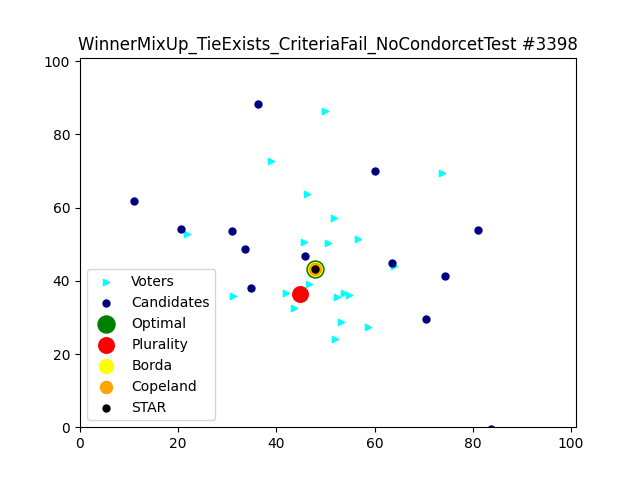 WinnerMixUp_TieExists_CriteriaFail_NoCondorcetTest #3398
100
80
60
40
20
0
Voters
Candidates
Optimal
Plurality
Borda
Copeland
STAR
0 20 40 60 80 100